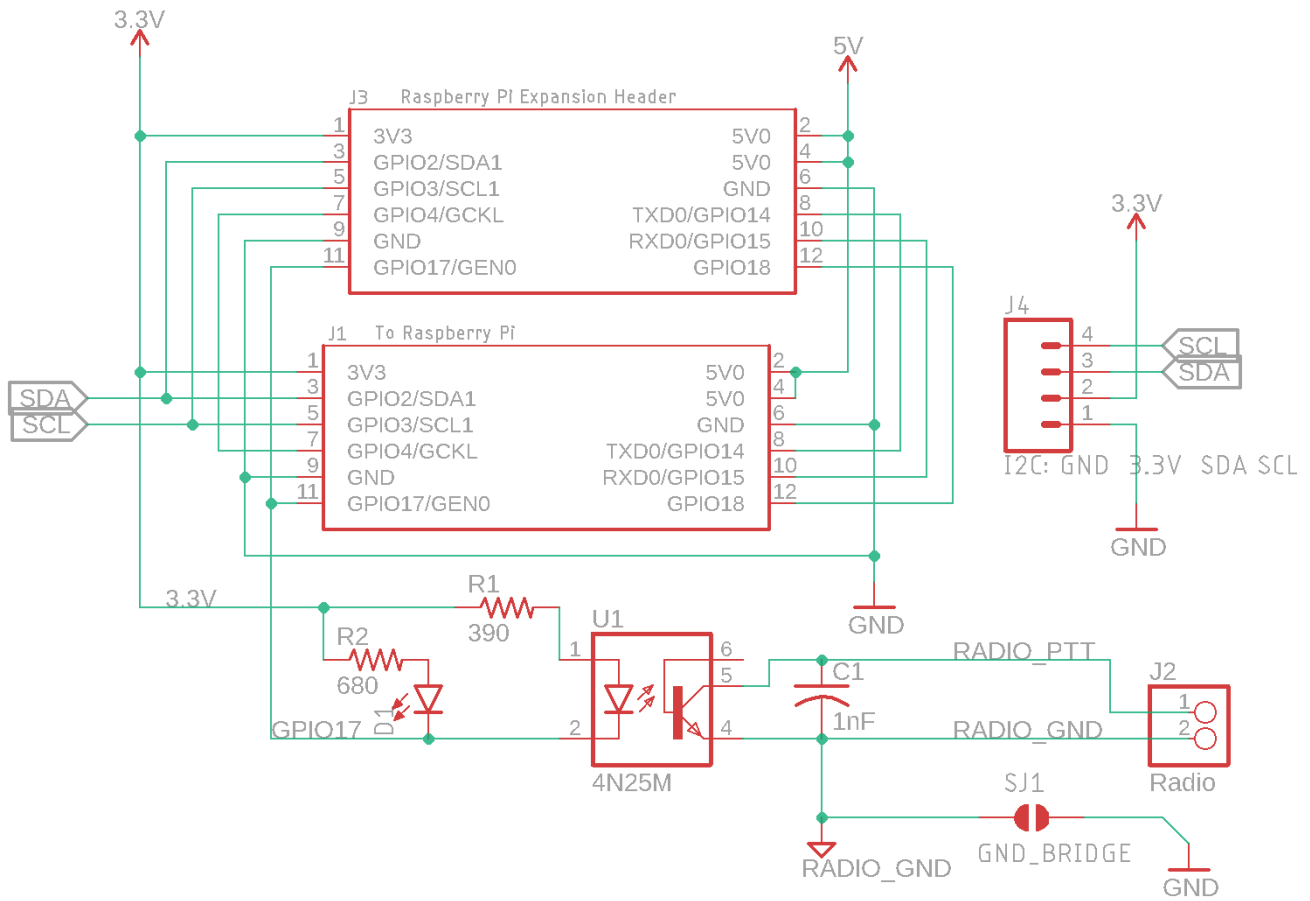 3.3V
5V
J3 Raspberry Pi Expansion Header
1 3V3 5V0 2
3 GPIO2/SDA1 5V0 4
5 GPIO3/SCL1 GND 6
7 GPIO4/GCKL TXD0/GPIO14 8
9 GND RXD0/GPIO15 10
11 GPIO17/GEN0 GPIO18 12
J1 To Raspberry Pi
1 3V3 5V0 2
3 GPIO2/SDA1 5V0 4
5 GPIO3/SCL1 GND 6
7 GPIO4/GCKL TXD0/GPIO14 8
9 GND RXD0/GPIO15 10
11 GPIO17/GEN0 GPIO18 12
SDA
SCL
3.3V
J4
4 SCL
3 SDA
2
1
I2C: GND 3.3V SDA SCL
GND
GND
3.3V
R1
390
R2
680
D1
GPIO17
U1
1
2
6
5
4
4N25M
C1
1nF
RADIO_PTT
RADIO_GND
J2
1
2
Radio
SJ1
GND_BRIDGE
RADIO_GND
GND